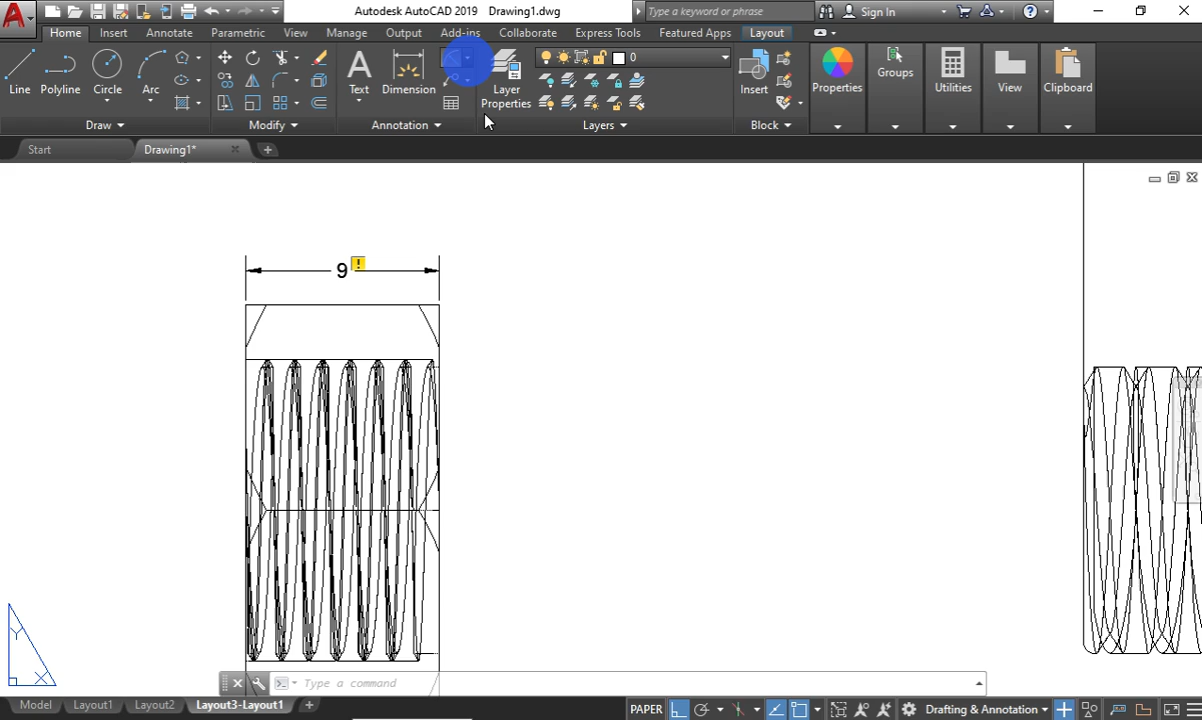 Autodesk AutoCAD 2019 Drawing1.dwg
Type a keyword or phrase
Sign In
Home Insert Annotate Parametric View Manage Output Add-ins Collaborate Express Tools Featured Apps Layout
Line Polyline Circle Arc
Text Dimension
Layer Properties
0
Insert
Properties Groups Utilities View Clipboard
Draw Modify Annotation Layers Block
Start Drawing1*
9
!
Y
X
Type a command
Model Layout1 Layout2 Layout3-Layout1
PAPER Drafting & Annotation